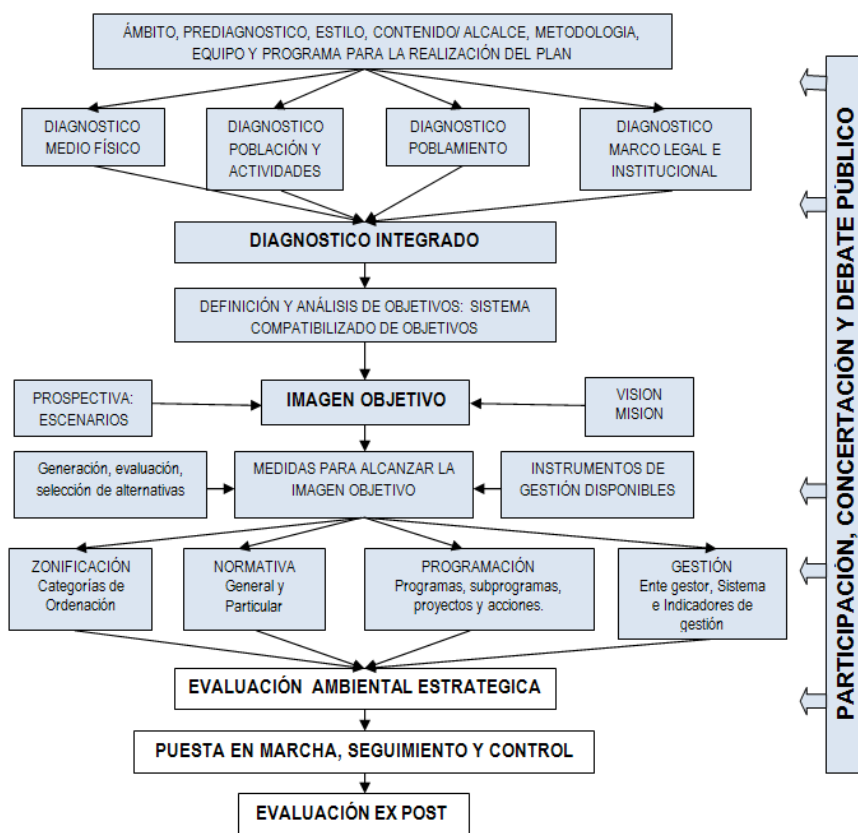 ÁMBITO, PREDIAGNOSTICO, ESTILO, CONTENIDO/ ALCALCE, METODOLOGIA,
EQUIPO Y PROGRAMA PARA LA REALIZACIÓN DEL PLAN
DIAGNOSTICO
MEDIO FÍSICO
DIAGNOSTICO
POBLACIÓN Y
ACTIVIDADES
DIAGNOSTICO
POBLAMIENTO
DIAGNOSTICO
MARCO LEGAL E
INSTITUCIONAL
DIAGNOSTICO INTEGRADO
DEFINICIÓN Y ANÁLISIS DE OBJETIVOS: SISTEMA
COMPATIBILIZADO DE OBJETIVOS
PROSPECTIVA:
ESCENARIOS
IMAGEN OBJETIVO
VISION
MISION
Generación, evaluación,
selección de alternativas
MEDIDAS PARA ALCANZAR LA
IMAGEN OBJETIVO
INSTRUMENTOS DE
GESTIÓN DISPONIBLES
ZONIFICACIÓN
Categorías de
Ordenación
NORMATIVA
General y
Particular
PROGRAMACIÓN
Programas, subprogramas,
proyectos y acciones.
GESTIÓN
Ente gestor, Sistema
e Indicadores de
gestión
EVALUACIÓN AMBIENTAL ESTRATEGICA
PUESTA EN MARCHA, SEGUIMIENTO Y CONTROL
EVALUACIÓN EX POST
PARTICIPACIÓN, CONCERTACIÓN Y DEBATE PÚBLICO